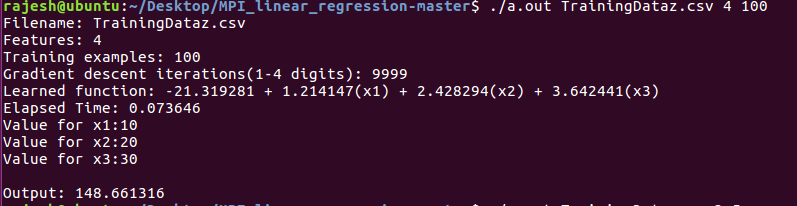 rajesh@ubuntu:~/Desktop/MPI_linear_regression-master$ ./a.out TrainingDataz.csv 4 100
Filename: TrainingDataz.csv
Features: 4
Training examples: 100
Gradient descent iterations(1-4 digits): 9999
Learned function: -21.319281 + 1.214147(x1) + 2.428294(x2) + 3.642441(x3)
Elapsed Time: 0.073646
Value for x1:10
Value for x2:20
Value for x3:30
Output: 148.661316